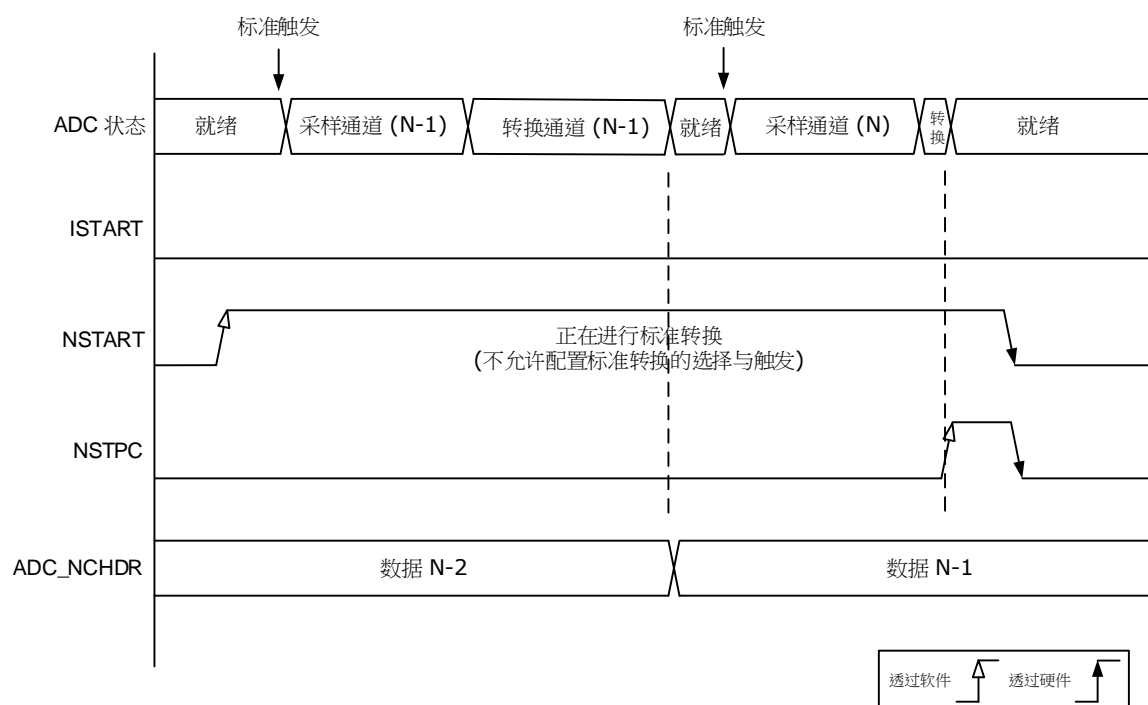 标准触发
标准触发
ADC 状态
就绪
采样通道 (N-1)
转换通道 (N-1)
就绪
采样通道 (N)
转
换
就绪
ISTART
NSTART
正在进行标准转换
(不允许配置标准转换的选择与触发)
NSTPC
ADC_NCHDR
数据 N-2
数据 N-1
透过软件
透过硬件